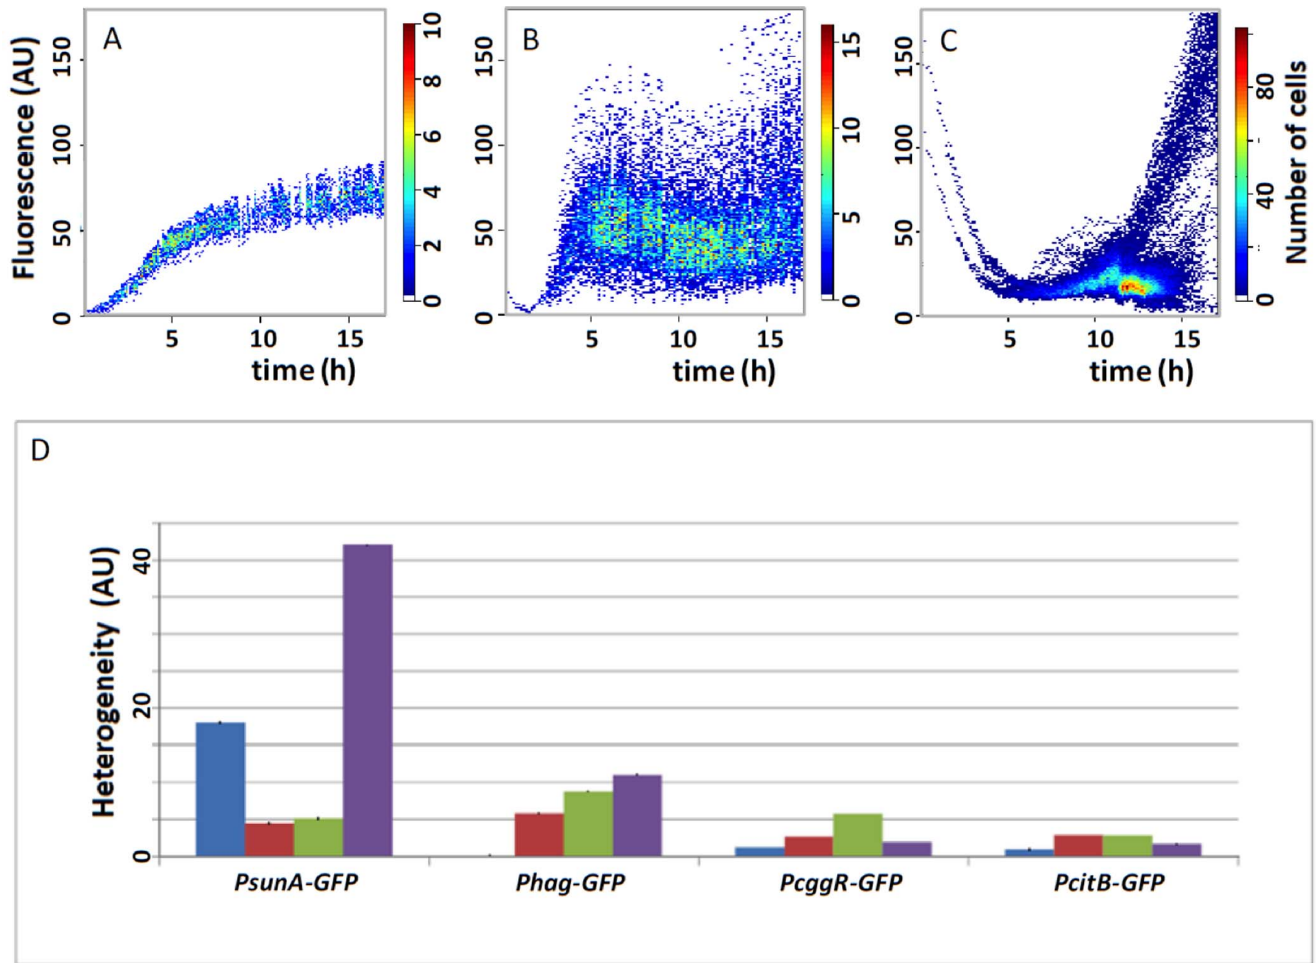 A
B
C
Fluorescence (AU)
150
100
50
0
5
10
15
time (h)
10
8
6
4
2
0
150
100
50
0
5
10
15
time (h)
15
10
5
0
150
100
50
0
5
10
15
time (h)
80
40
0
Number of cells
D
Heterogeneity (AU)
40
20
0
PsunA-GFP
Phag-GFP
PcggR-GFP
PcitB-GFP